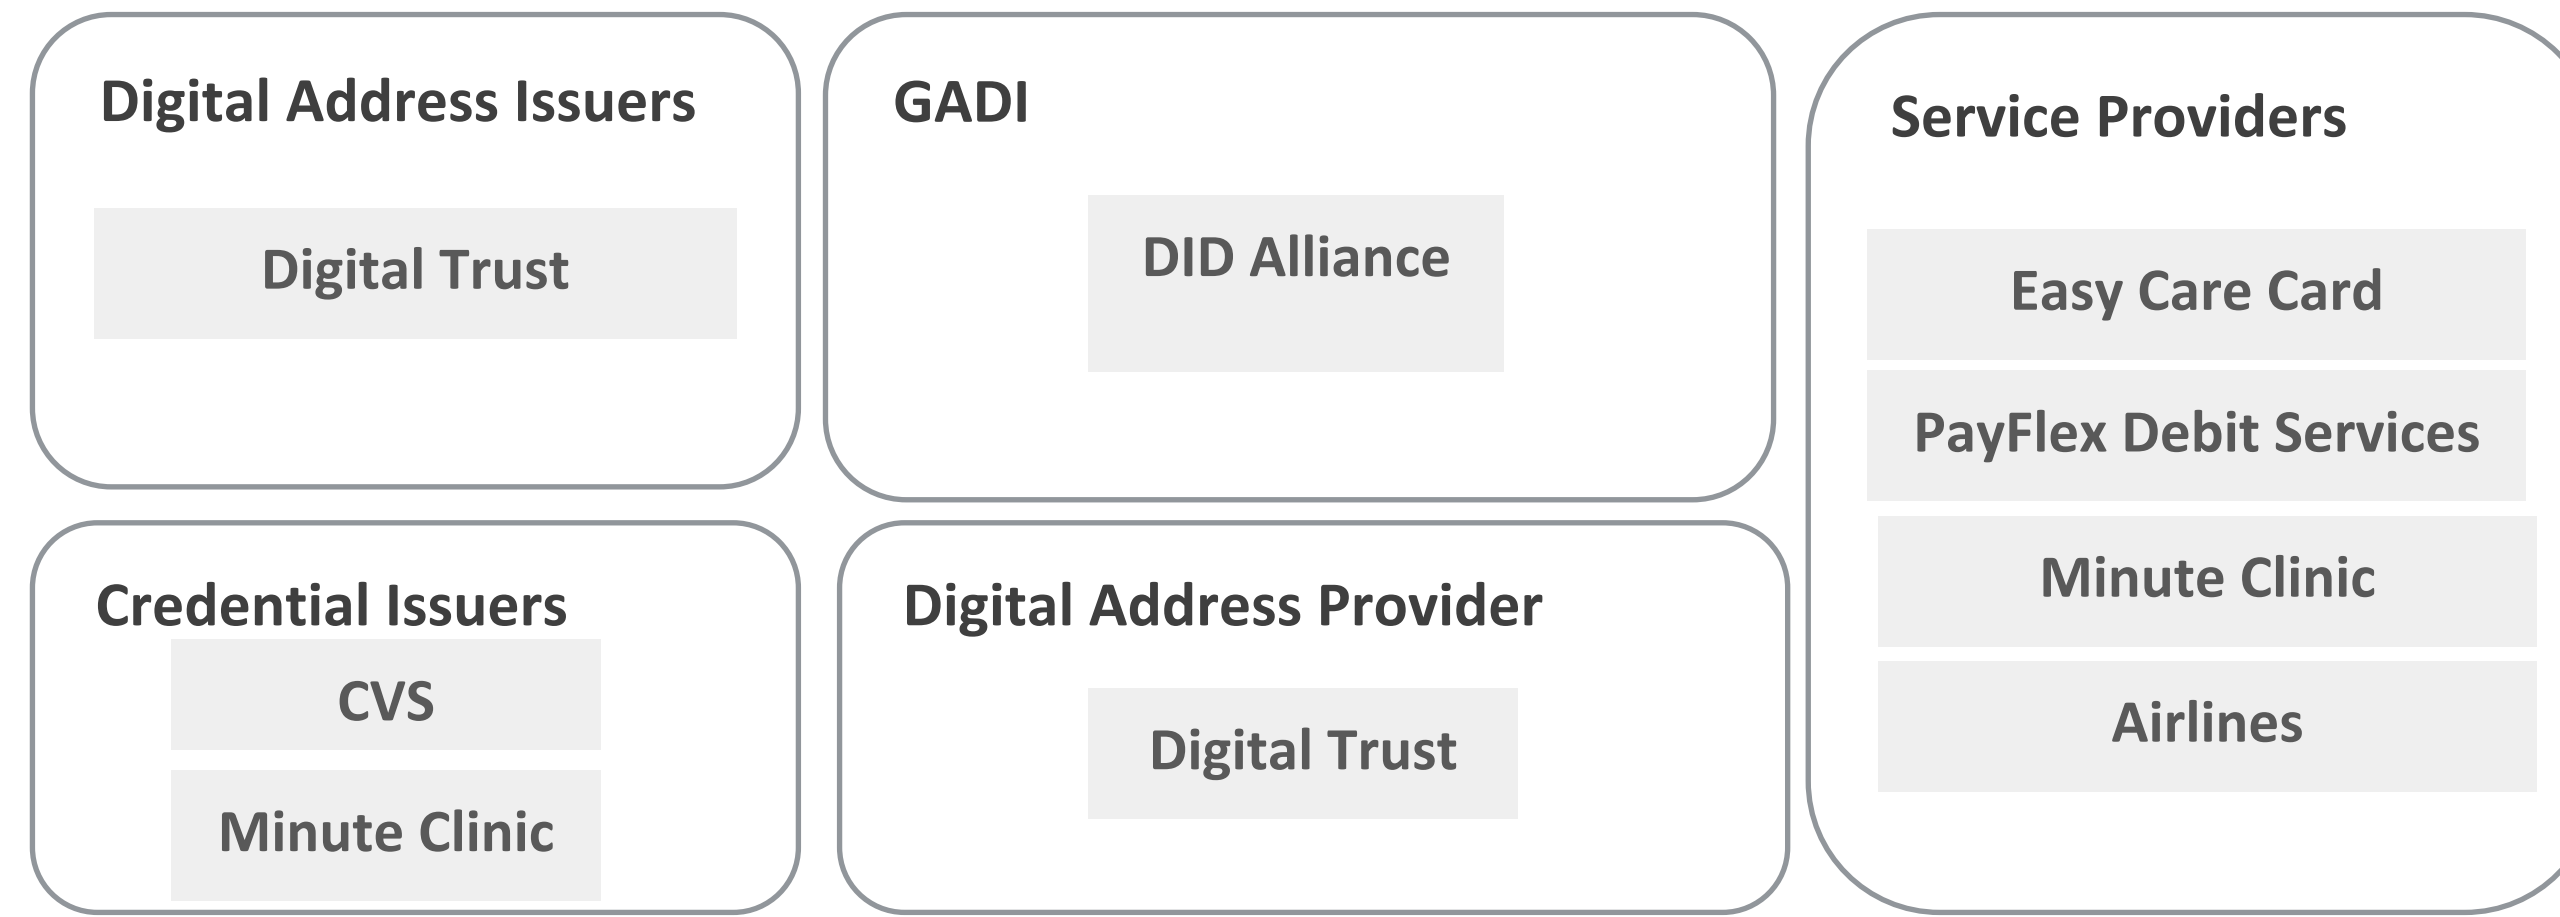 Digital Address Issuers
Digital Trust
GADI
DID Alliance
Credential Issuers
CVS
Minute Clinic
Digital Address Provider
Digital Trust
Service Providers
Easy Care Card
PayFlex Debit Services
Minute Clinic
Airlines